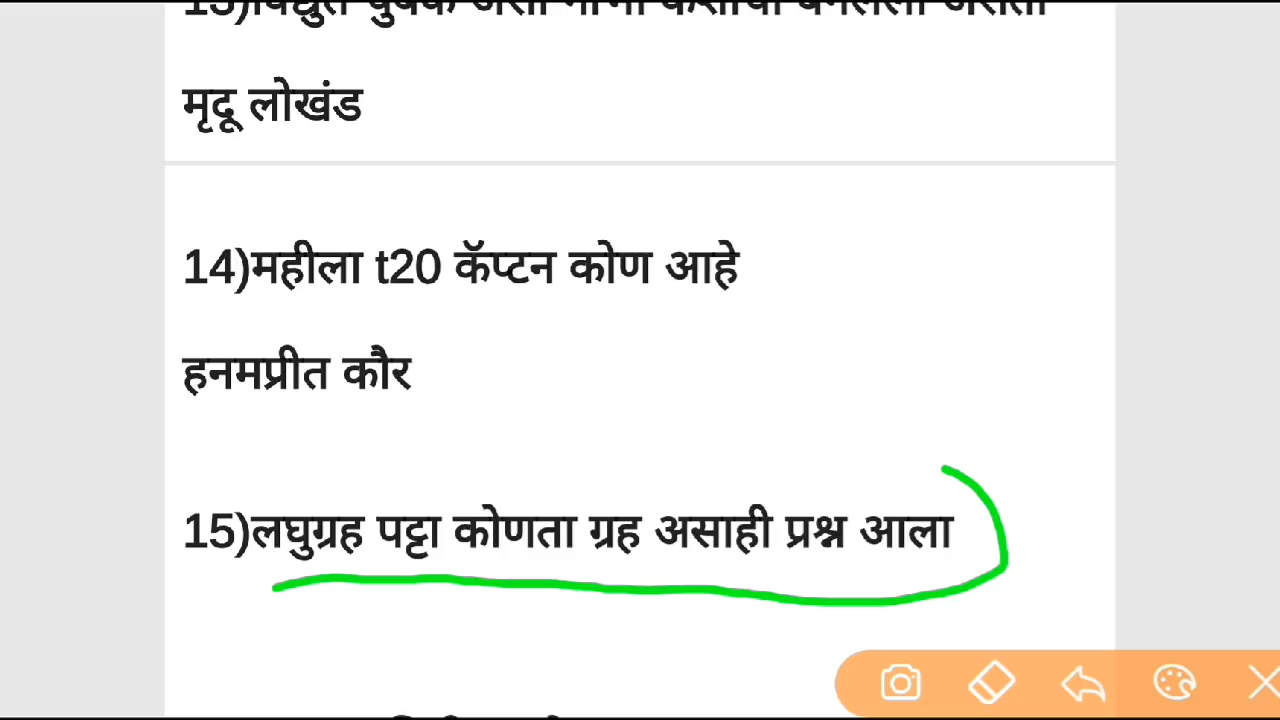 मृदू लोखंड
14)महीला t20 कॅप्टन कोण आहे
हनमप्रीत कौर
15)लघुग्रह पट्टा कोणता ग्रह असाही प्रश्न आला